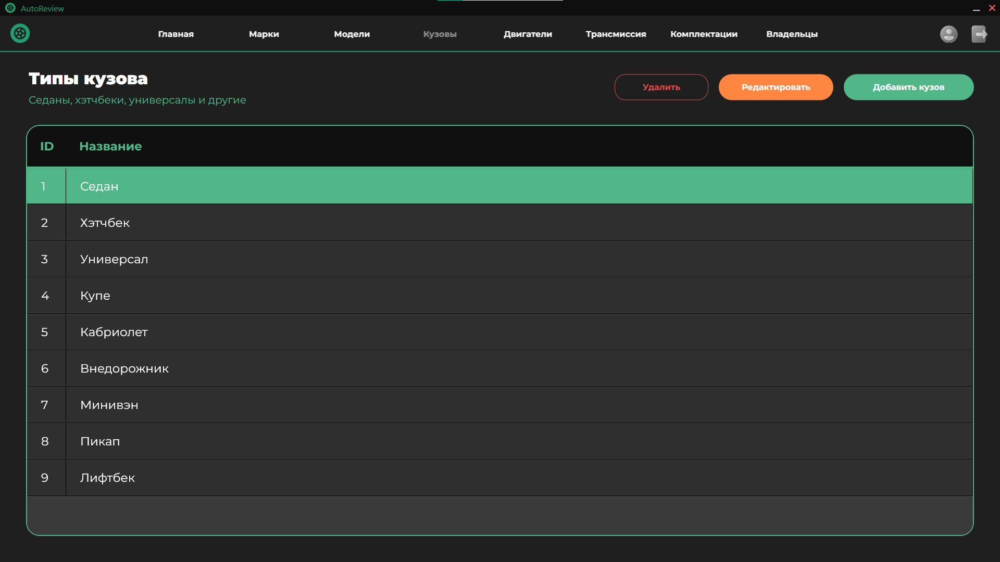 AutoReview
Главная Марки Модели Кузовы Двигатели Трансмиссия Комплектации Владельцы
Типы кузова
Седаны, хэтчбеки, универсалы и другие
Удалить Редактировать Добавить кузов
ID Название
1 Седан
2 Хэтчбек
3 Универсал
4 Купе
5 Кабриолет
6 Внедорожник
7 Минивэн
8 Пикап
9 Лифтбек